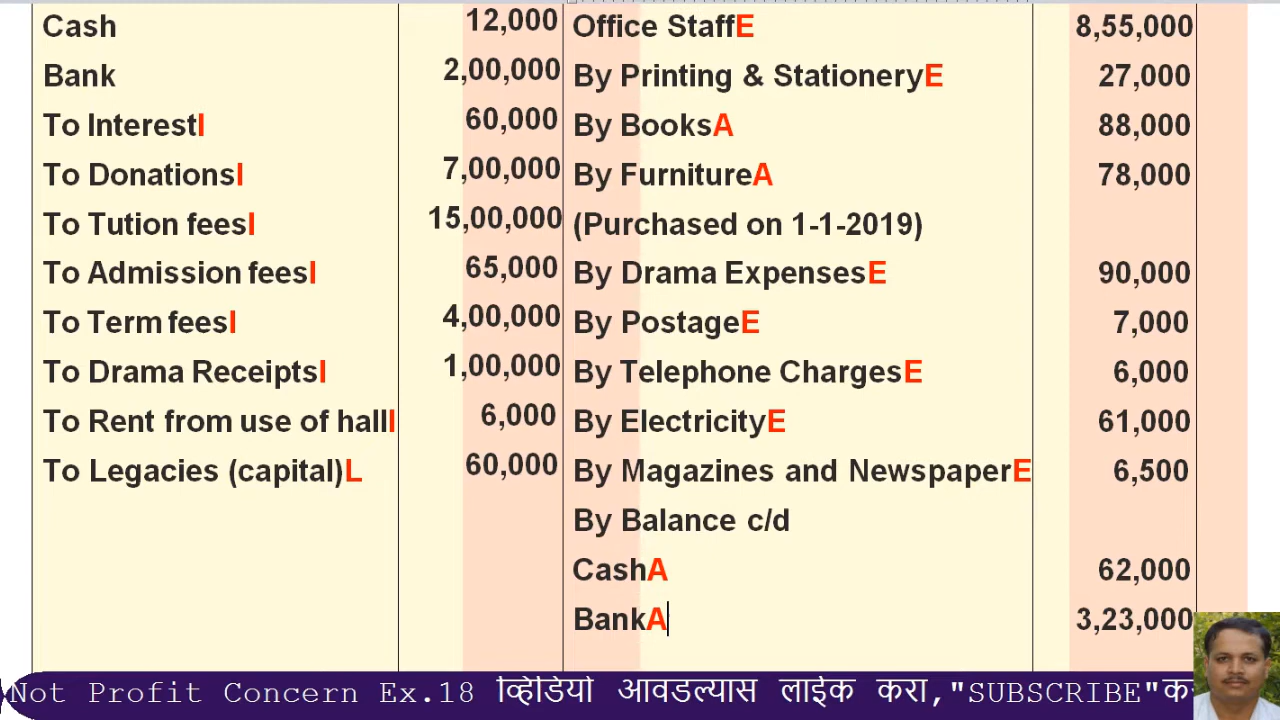 Cash 12,000 Office StaffE 8,55,000
Bank 2,00,000 By Printing & StationeryE 27,000
To InterestI 60,000 By BooksA 88,000
To DonationsI 7,00,000 By FurnitureA 78,000
To Tution feesI 15,00,000 (Purchased on 1-1-2019)
To Admission feesI 65,000 By Drama ExpensesE 90,000
To Term feesI 4,00,000 By PostageE 7,000
To Drama ReceiptsI 1,00,000 By Telephone ChargesE 6,000
To Rent from use of hallI 6,000 By ElectricityE 61,000
To Legacies (capital)L 60,000 By Magazines and NewspaperE 6,500
By Balance c/d
CashA 62,000
BankA 3,23,000
Not Profit Concern Ex.18 व्हिडियो आवडल्यास लाईक करा,"SUBSCRIBE"क